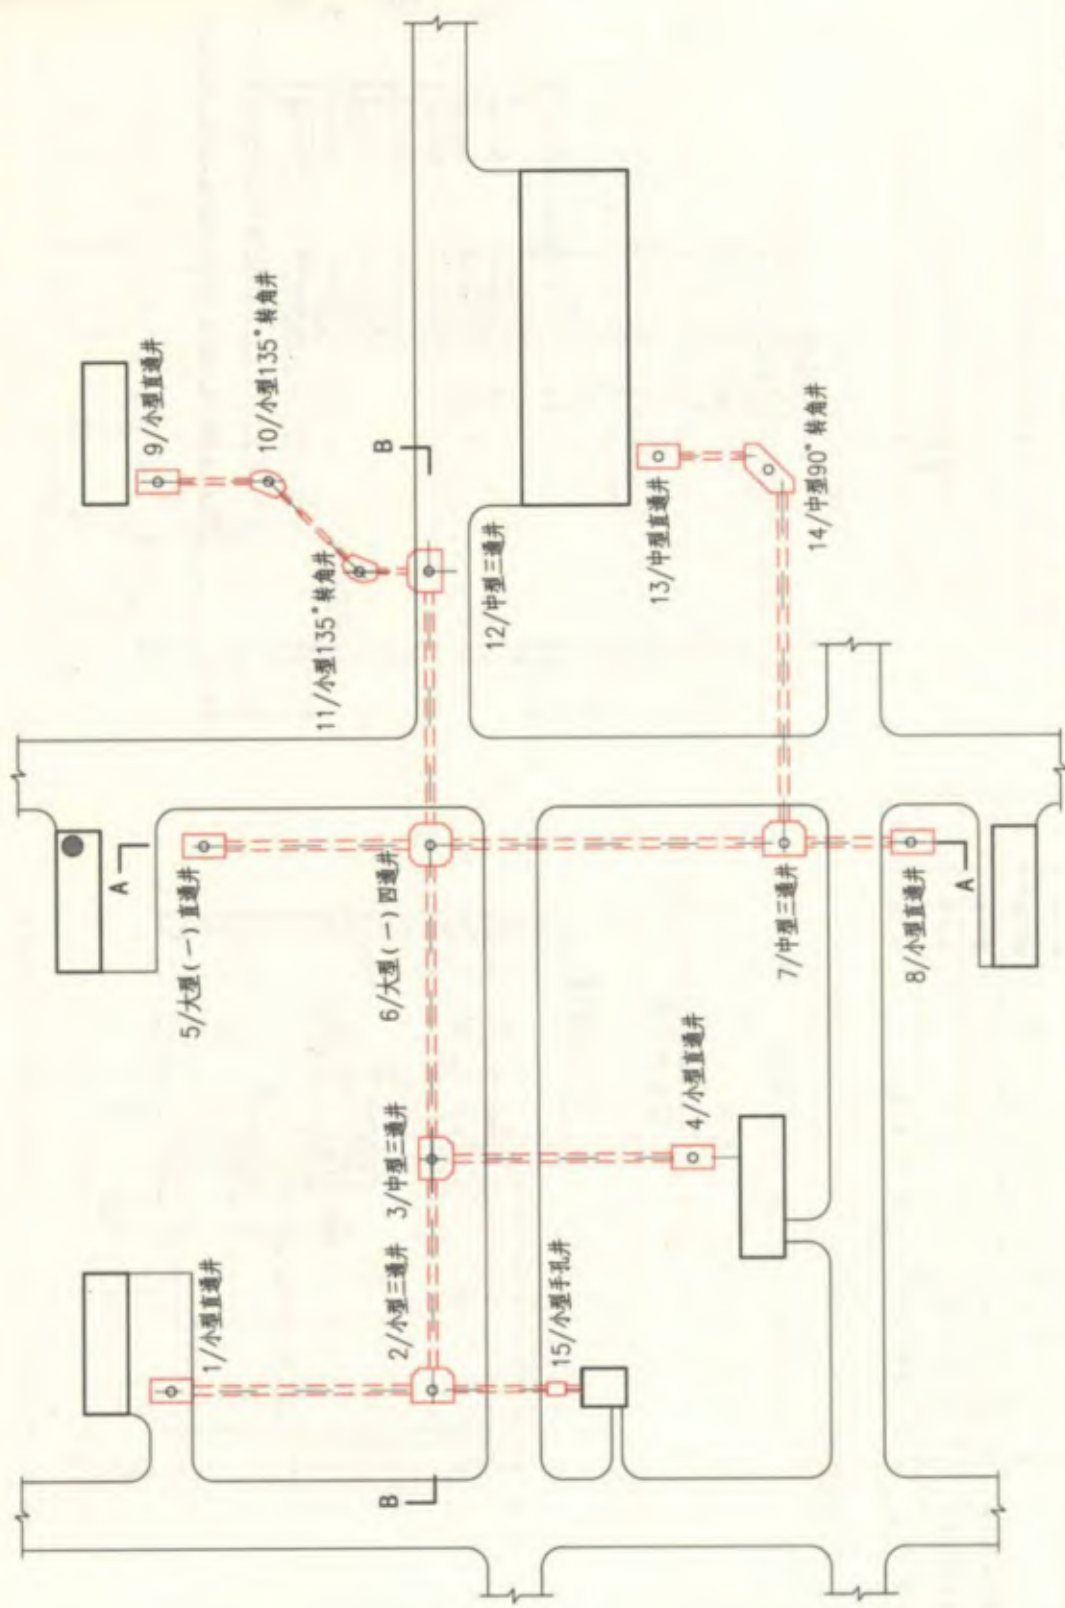 9/小型直通井
10/小型135°转角井
B
11/小型135°转角井
12/中型三通井
13/中型直通井
14/中型90°转角井
A
5/大型(一)直通井
6/大型(一)四通井
7/中型三通井
8/小型直通井
A
3/中型三通井
4/小型直通井
1/小型直通井
2/小型三通井
15/小型手孔井
B